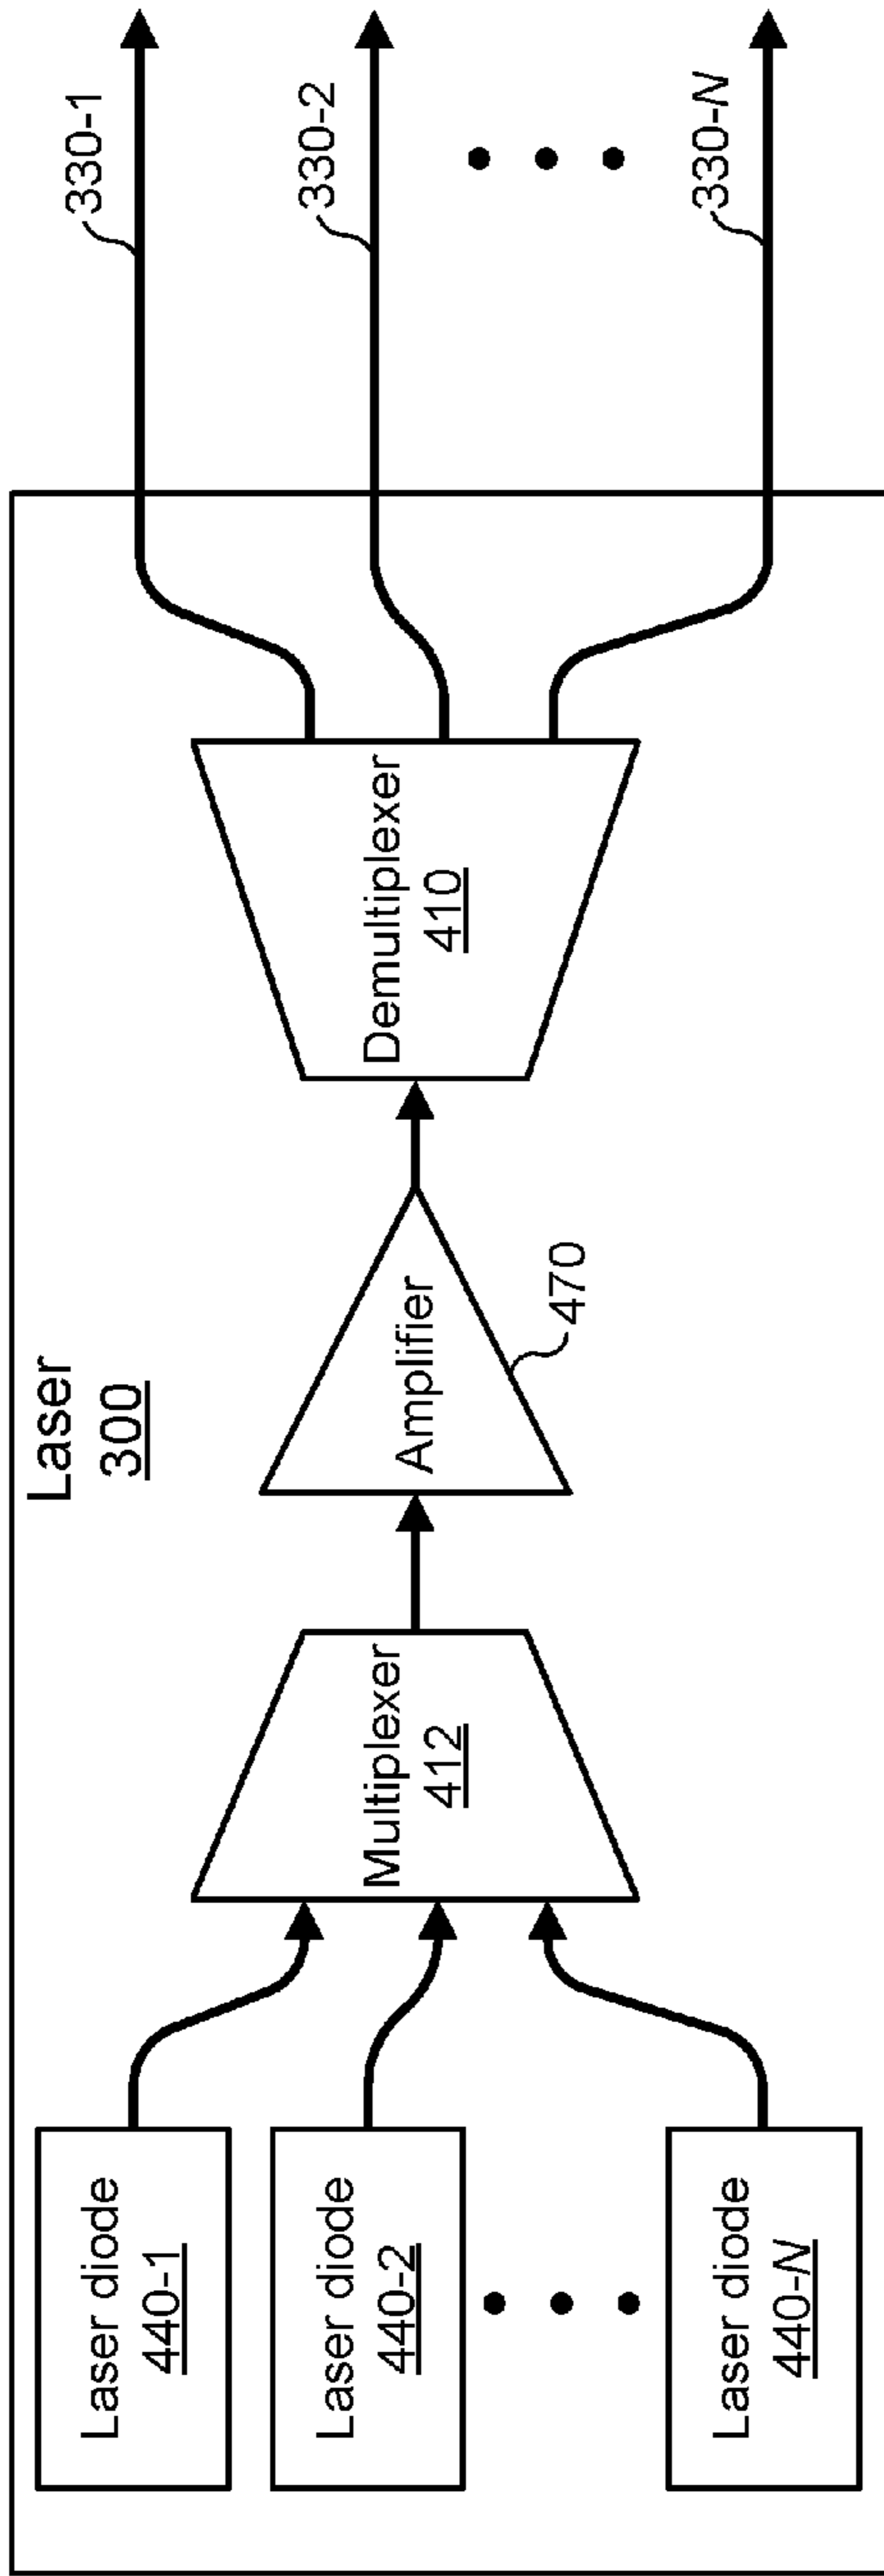 Laser
300
Laser diode
440-1
Laser diode
440-2
Laser diode
440-N
Multiplexer
412
Amplifier
470
Demultiplexer
410
330-1
330-2
330-N